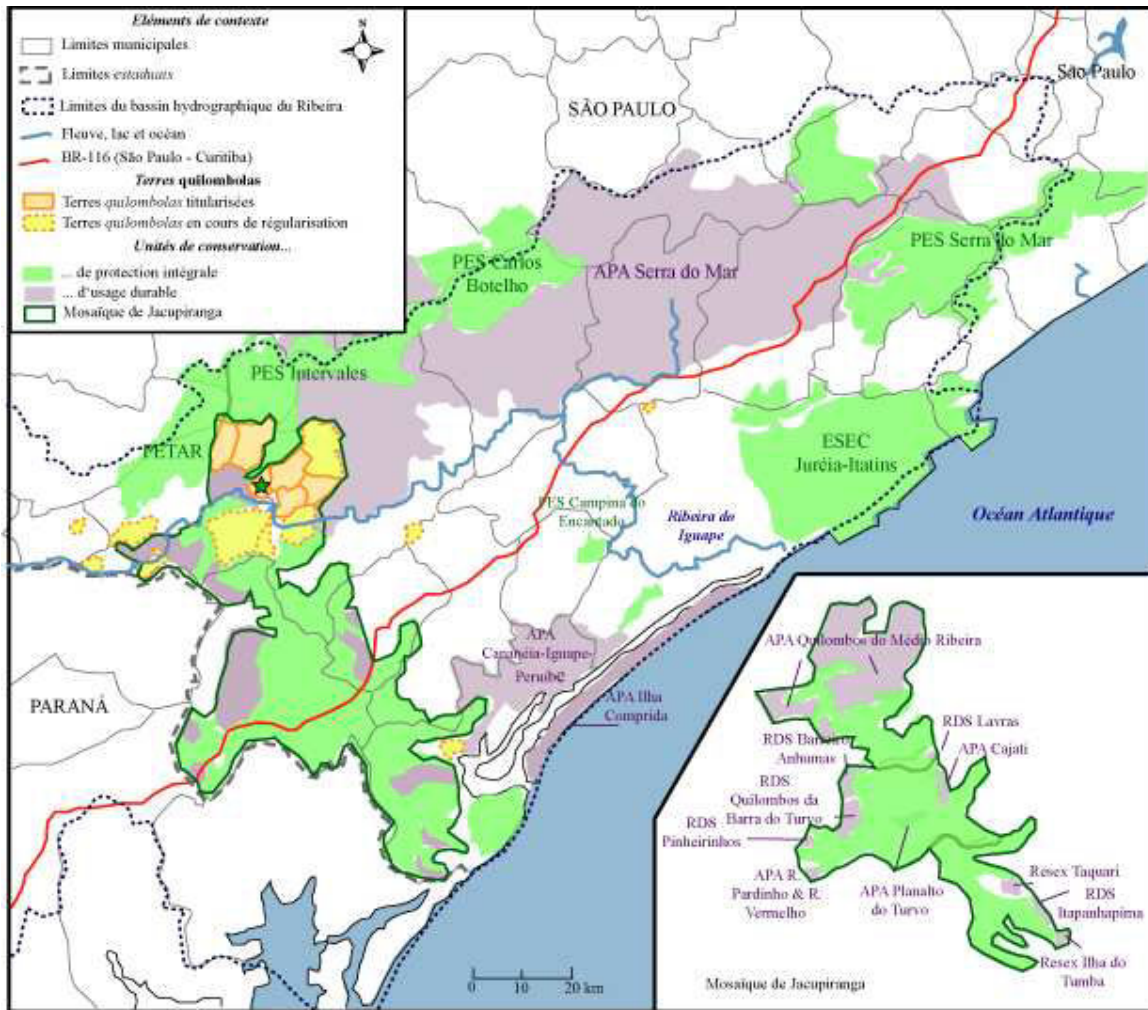 Eléments de contexte
Limites municipales
Limites estaduais
Limites du bassin hydrographique du Ribeira
Fleuve, lac et océan
BR-116 (São Paulo - Curitiba)
Terres quilombolas
Terres quilombolas titularisées
Terres quilombolas en cours de régularisation
Unités de conservation...
... de protection intégrale
... d'usage durable
Mosaïque de Jacupiranga
N
São Paulo
SÃO PAULO
PES Serra do Mar
PES Carlos
Botelho
APA Serra do Mar
PES Intervales
PETAR
ESEC
Juréia-Itatins
PES Campina do
Encantado
Ribeira do
Iguape
Océan Atlantique
APA
Cananéia-Iguape-
Peruibe
APA Ilha
Comprida
PARANÁ
0 10 20 km
APA Quilombos do Médio Ribeira
RDS Lavras
APA Cajati
RDS Barreiro
Anhumas
RDS
Quilombos da
Barra do Turvo
RDS
Pinheirinhos
APA R.
Pardinho & R.
Vermelho
APA Planalto
do Turvo
Resex Taquari
RDS
Itapanhapima
Resex Ilha do
Tumba
Mosaïque de Jacupiranga